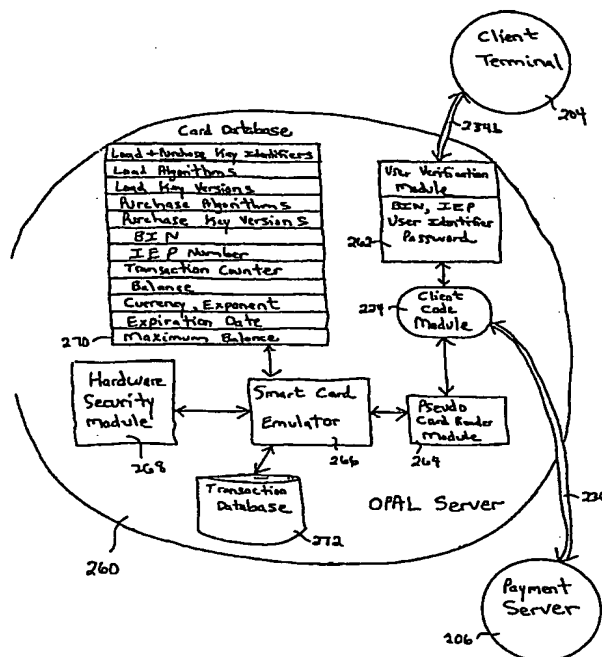 Client
Terminal
204
234b
Card Database
Load + Purchase Key Identifiers
Load Algorithms
Load Key Versions
Purchase Algorithms
Purchase Key Versions
BIN
IEP Number
Transaction Counter
Balance
Currency, Exponent
Expiration Date
Maximum Balance
270
User Verification
Module
BIN, IEP
User Identifier
Password
262
224
Client
Code
Module
Hardware
Security
Module
268
Smart Card
Emulator
266
Pseudo
Card Reader
Module
264
Transaction
Database
272
OPAL Server
260
Payment
Server
206